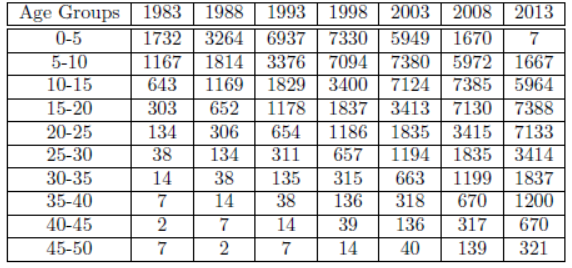 Age Groups 1983 1988 1993 1998 2003 2008 2013
0-5 1732 3264 6937 7330 5949 1670 7
5-10 1167 1814 3376 7094 7380 5972 1667
10-15 643 1169 1829 3400 7124 7385 5964
15-20 303 652 1178 1837 3413 7130 7388
20-25 134 306 654 1186 1835 3415 7133
25-30 38 134 311 657 1194 1835 3414
30-35 14 38 135 315 663 1199 1837
35-40 7 14 38 136 318 670 1200
40-45 2 7 14 39 136 317 670
45-50 7 2 7 14 40 139 321